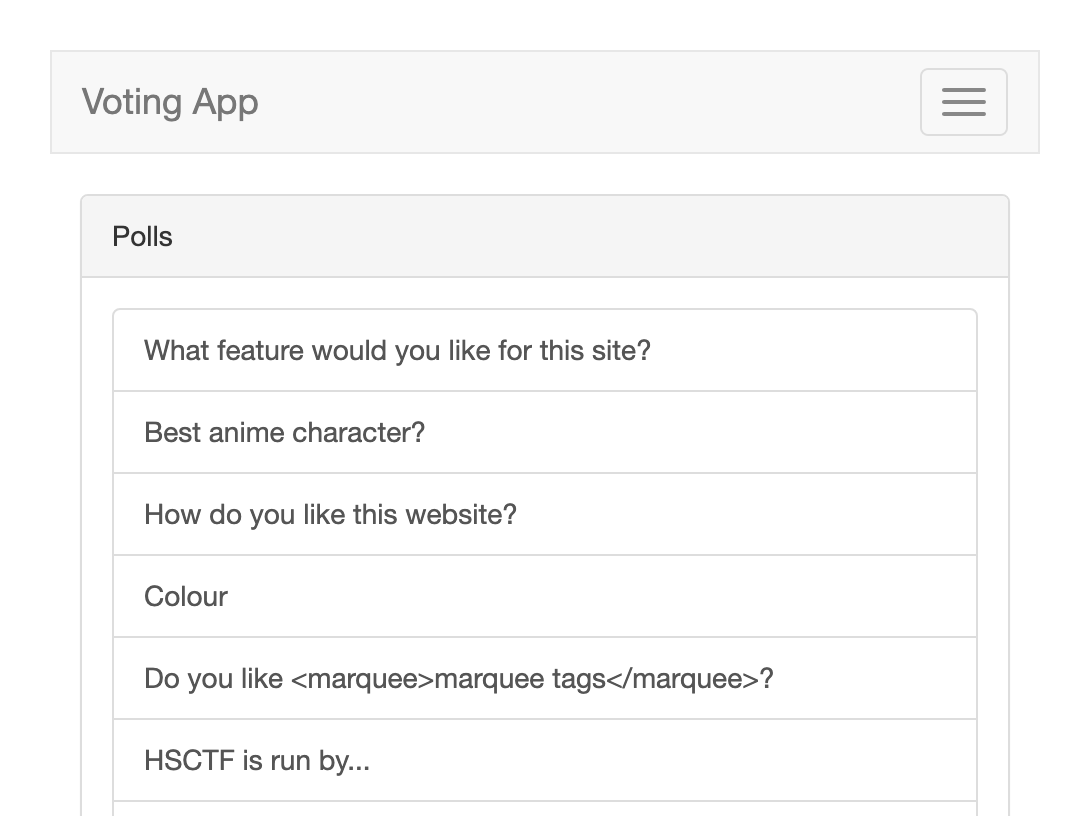 Voting App
Polls
What feature would you like for this site?
Best anime character?
How do you like this website?
Colour
Do you like <marquee>marquee tags</marquee>?
HSCTF is run by...